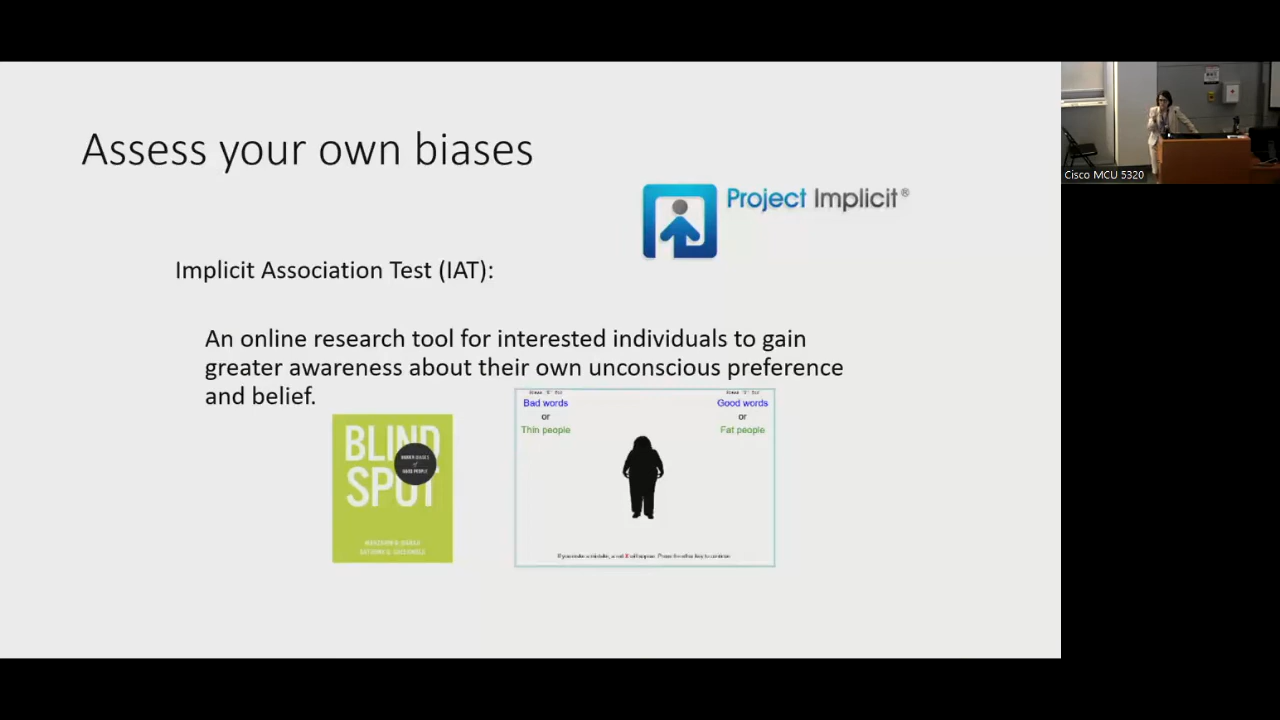 Assess your own biases
Project Implicit®
Implicit Association Test (IAT):
An online research tool for interested individuals to gain
greater awareness about their own unconscious preference
and belief.
BLIND
SPOT
Bad words
or
Thin people
Good words
or
Fat people
Cisco MCU 5320